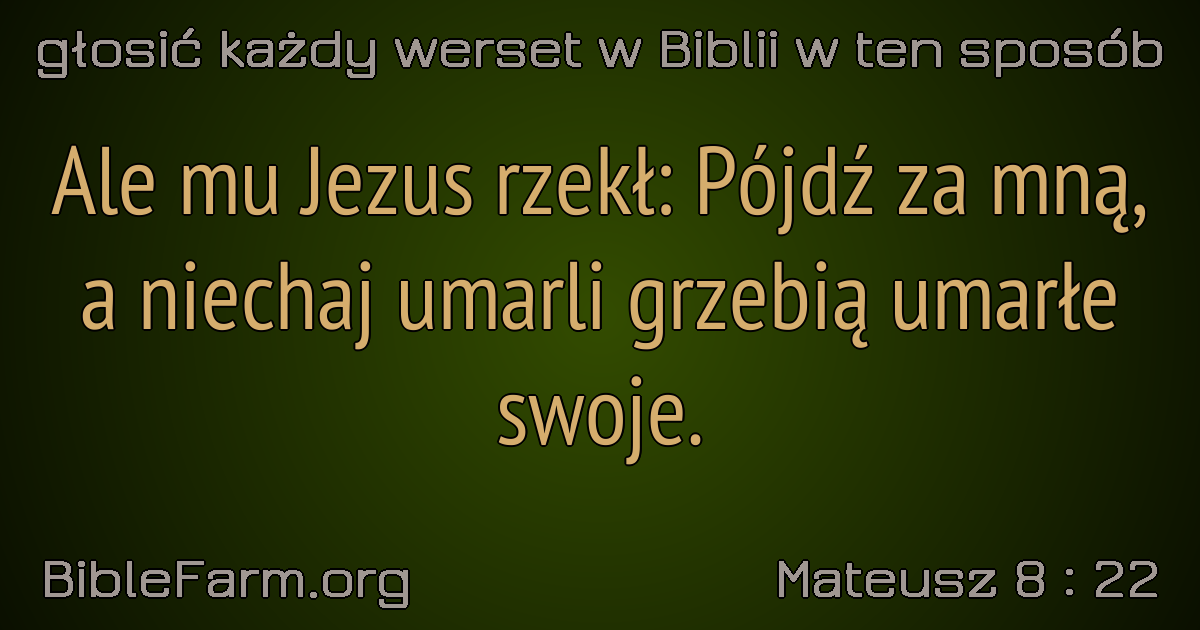 głosić każdy werset w Biblii w ten sposób
Ale mu Jezus rzekł: Pójdź za mną,
a niechaj umarli grzebią umarłe
swoje.
BibleFarm.org
Mateusz 8 : 22